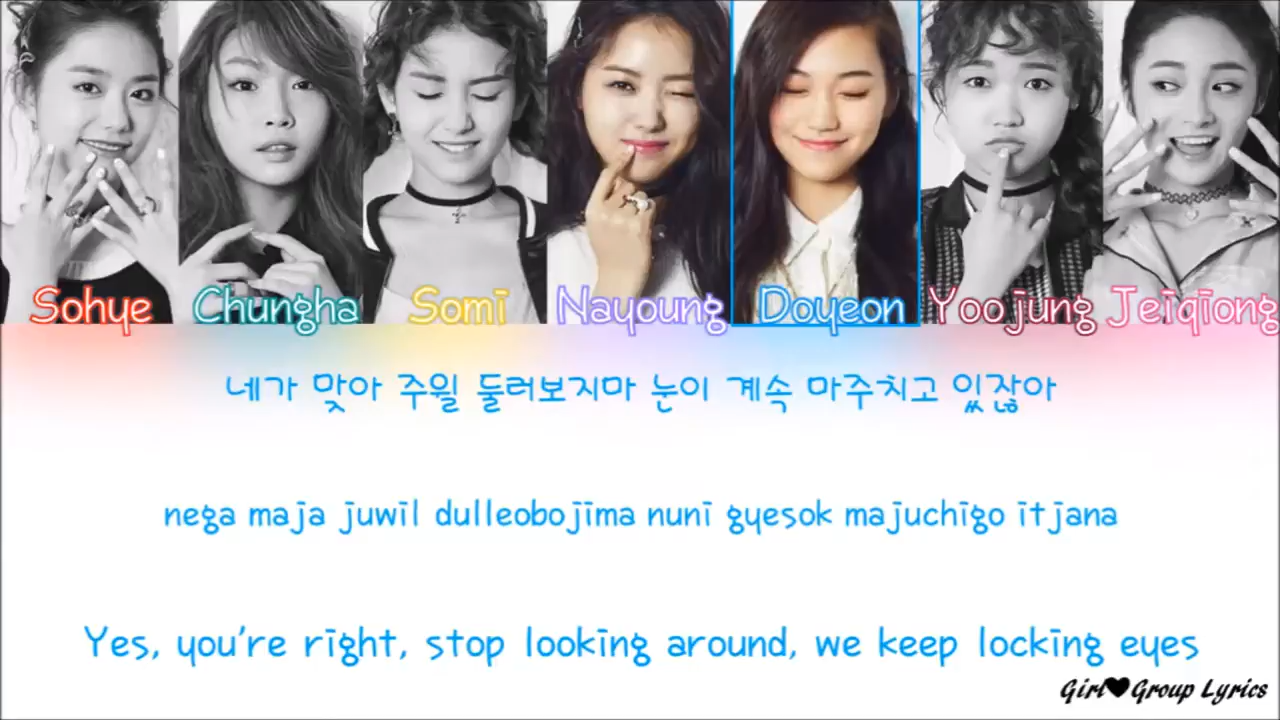 Sohye Chungha Somi Nayoung Doyeon Yoojung Jeiqiong
네가 맞아 주윌 둘러보지마 눈이 계속 마주치고 있잖아
nega maja juwil dulleobojima nuni gyesok majuchigo itjana
Yes, you're right, stop looking around, we keep locking eyes
Girl♥Group Lyrics